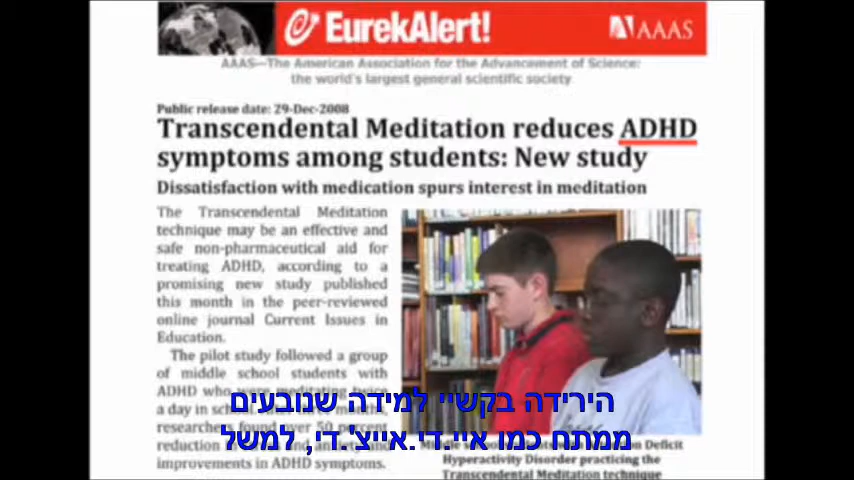 EurekAlert!
AAAS
AAAS—The American Association for the Advancement of Science:
the world's largest general scientific society
Public release date: 29-Dec-2008
Transcendental Meditation reduces ADHD
symptoms among students: New study
Dissatisfaction with medication spurs interest in meditation
The Transcendental Meditation
technique may be an effective and
safe non-pharmaceutical aid for
treating ADHD, according to a
promising new study published
this month in the peer-reviewed
online journal Current Issues in
Education.
The pilot study followed a group
of middle school students with
ADHD who were meditating twice
a day in
researchers found over 50 percent
reduction in
improvements in ADHD symptoms.
Deficit
Hyperactivity Disorder practicing the
Transcendental Meditation technique
הירידה בקשיי למידה שנובעים
ממתח כמו איי.די.אייצ'.די, למשל